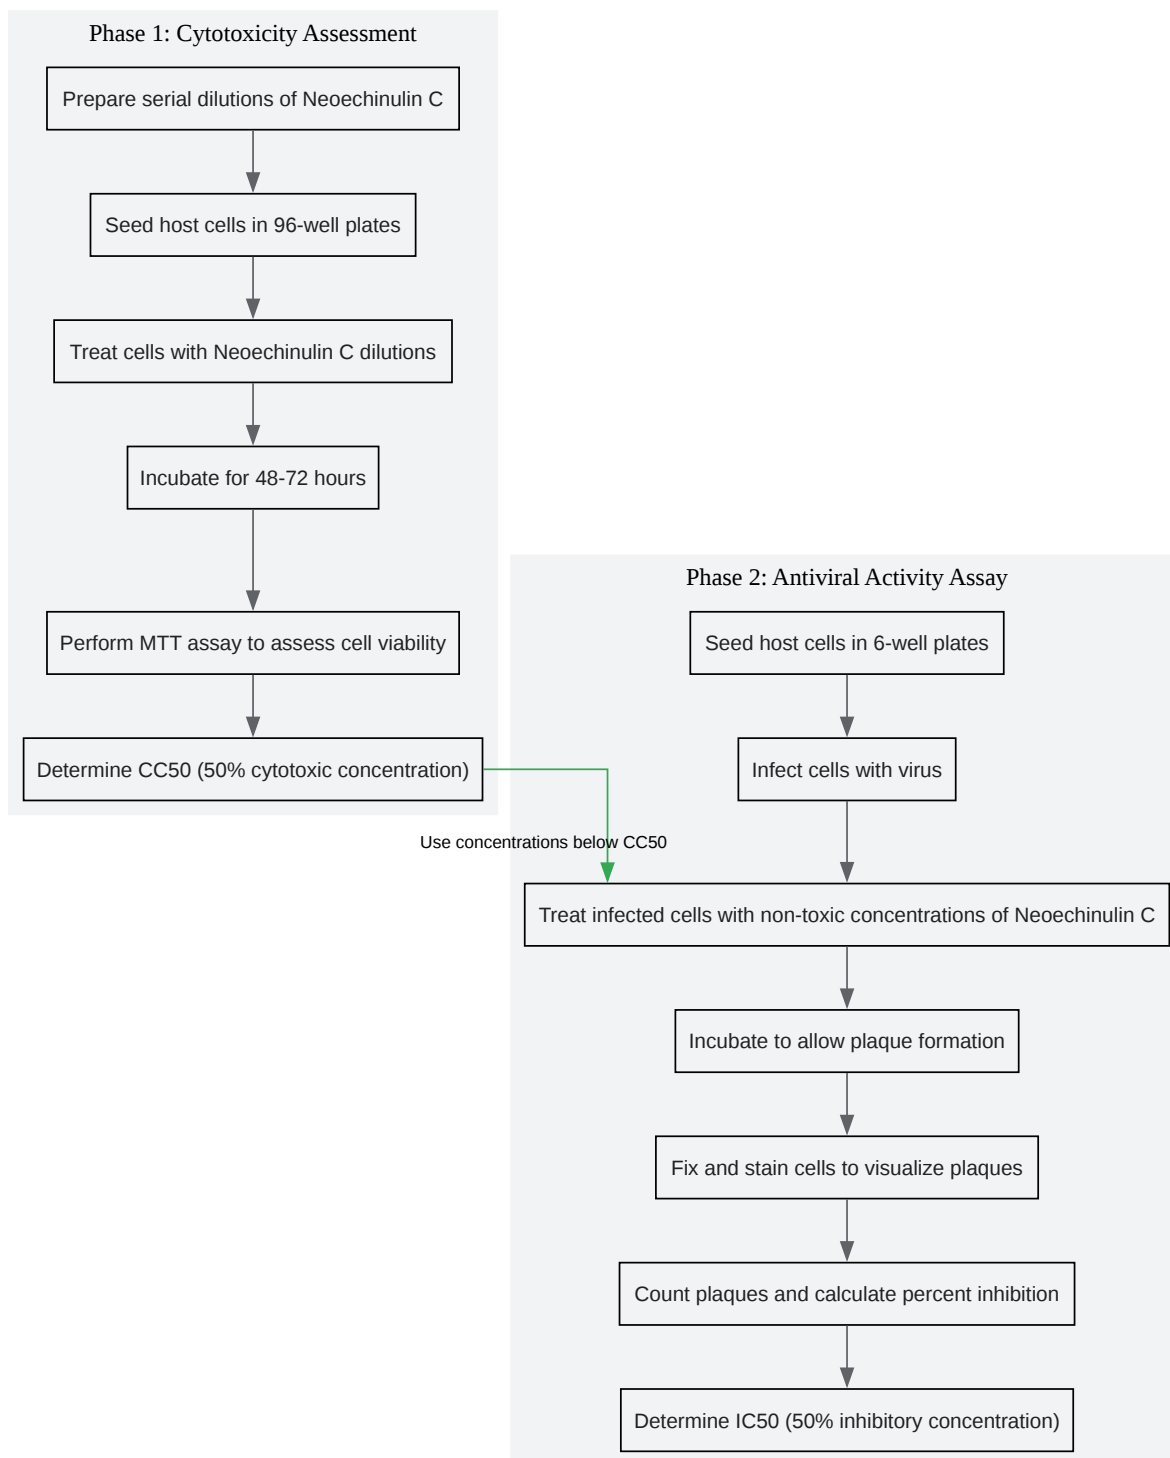 Phase 1: Cytotoxicity Assessment
Prepare serial dilutions of Neoechinulin C
Seed host cells in 96-well plates
Treat cells with Neoechinulin C dilutions
Incubate for 48-72 hours
Perform MTT assay to assess cell viability
Determine CC50 (50% cytotoxic concentration)
Use concentrations below CC50
Phase 2: Antiviral Activity Assay
Seed host cells in 6-well plates
Infect cells with virus
Treat infected cells with non-toxic concentrations of Neoechinulin C
Incubate to allow plaque formation
Fix and stain cells to visualize plaques
Count plaques and calculate percent inhibition
Determine IC50 (50% inhibitory concentration)